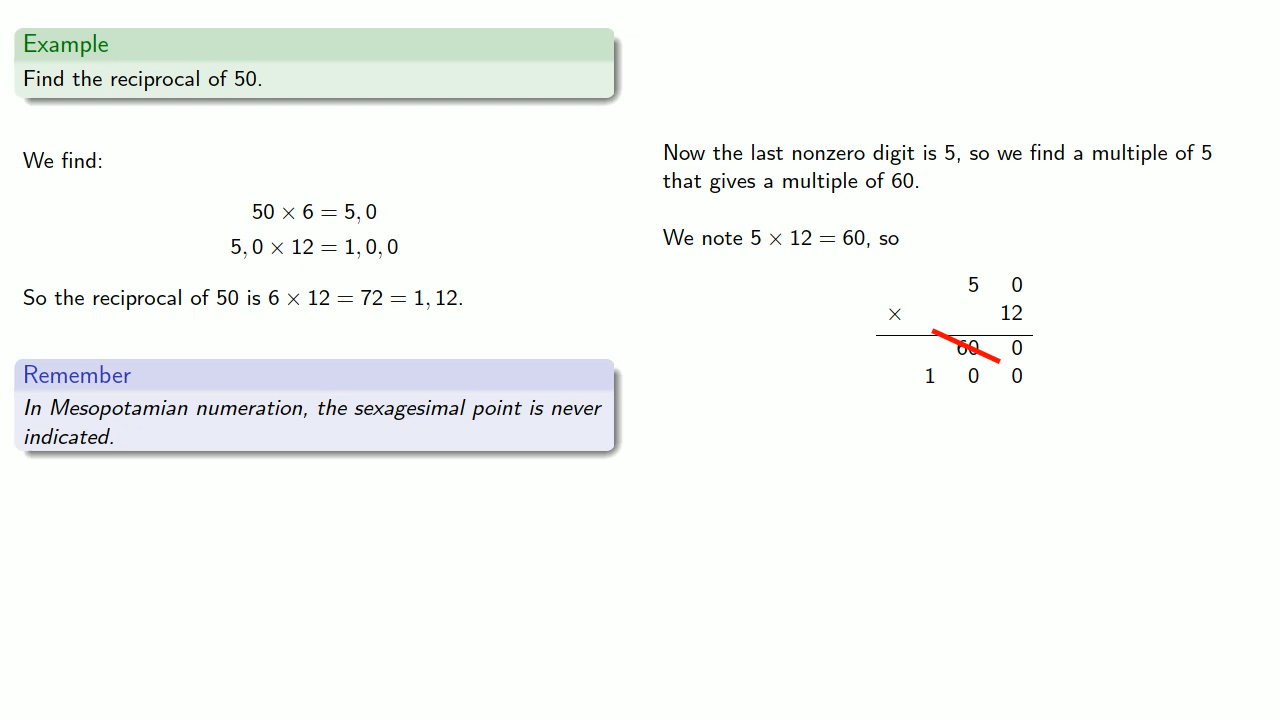 Example
Find the reciprocal of 50.
We find:
50 × 6 = 5, 0
5, 0 × 12 = 1, 0, 0
So the reciprocal of 50 is 6 × 12 = 72 = 1, 12.
Remember
In Mesopotamian numeration, the sexagesimal point is never
indicated.
Now the last nonzero digit is 5, so we find a multiple of 5
that gives a multiple of 60.
We note 5 × 12 = 60, so
5 0
× 12
60 0
1 0 0